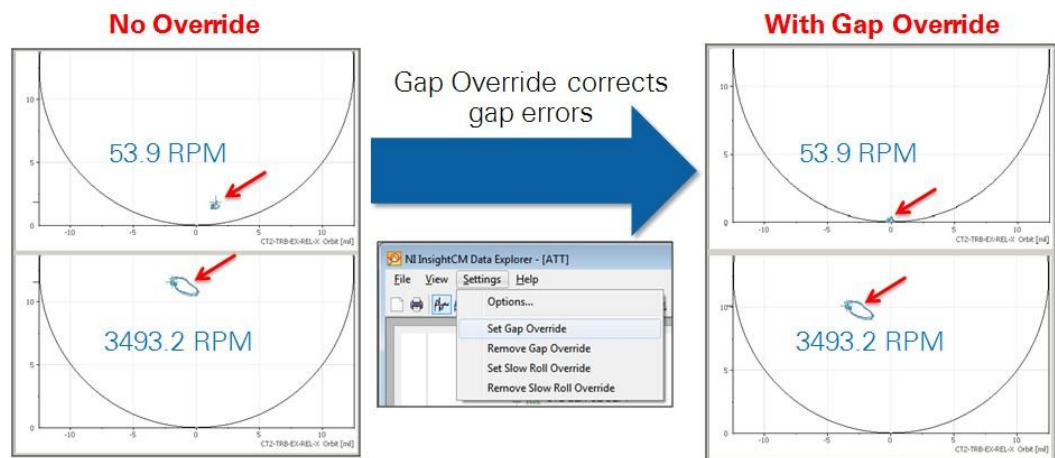 No Override
With Gap Override
10
5
0
53.9 RPM
-10
-5
0
5
10
CT2-TRB-EX-REL-X Orbit [mil]
10
5
0
3493.2 RPM
-10
-5
0
5
10
CT2-TRB-EX-REL-X Orbit [mil]
Gap Override corrects
gap errors
NI InsightCM Data Explorer - [ATT]
File View Settings Help
Options...
Set Gap Override
Remove Gap Override
Set Slow Roll Override
Remove Slow Roll Override
10
5
0
53.9 RPM
-10
-5
0
5
10
CT2-TRB-EX-REL-X Orbit [mil]
10
5
0
3493.2 RPM
-10
-5
0
5
10
CT2-TRB-EX-REL-X Orbit [mil]